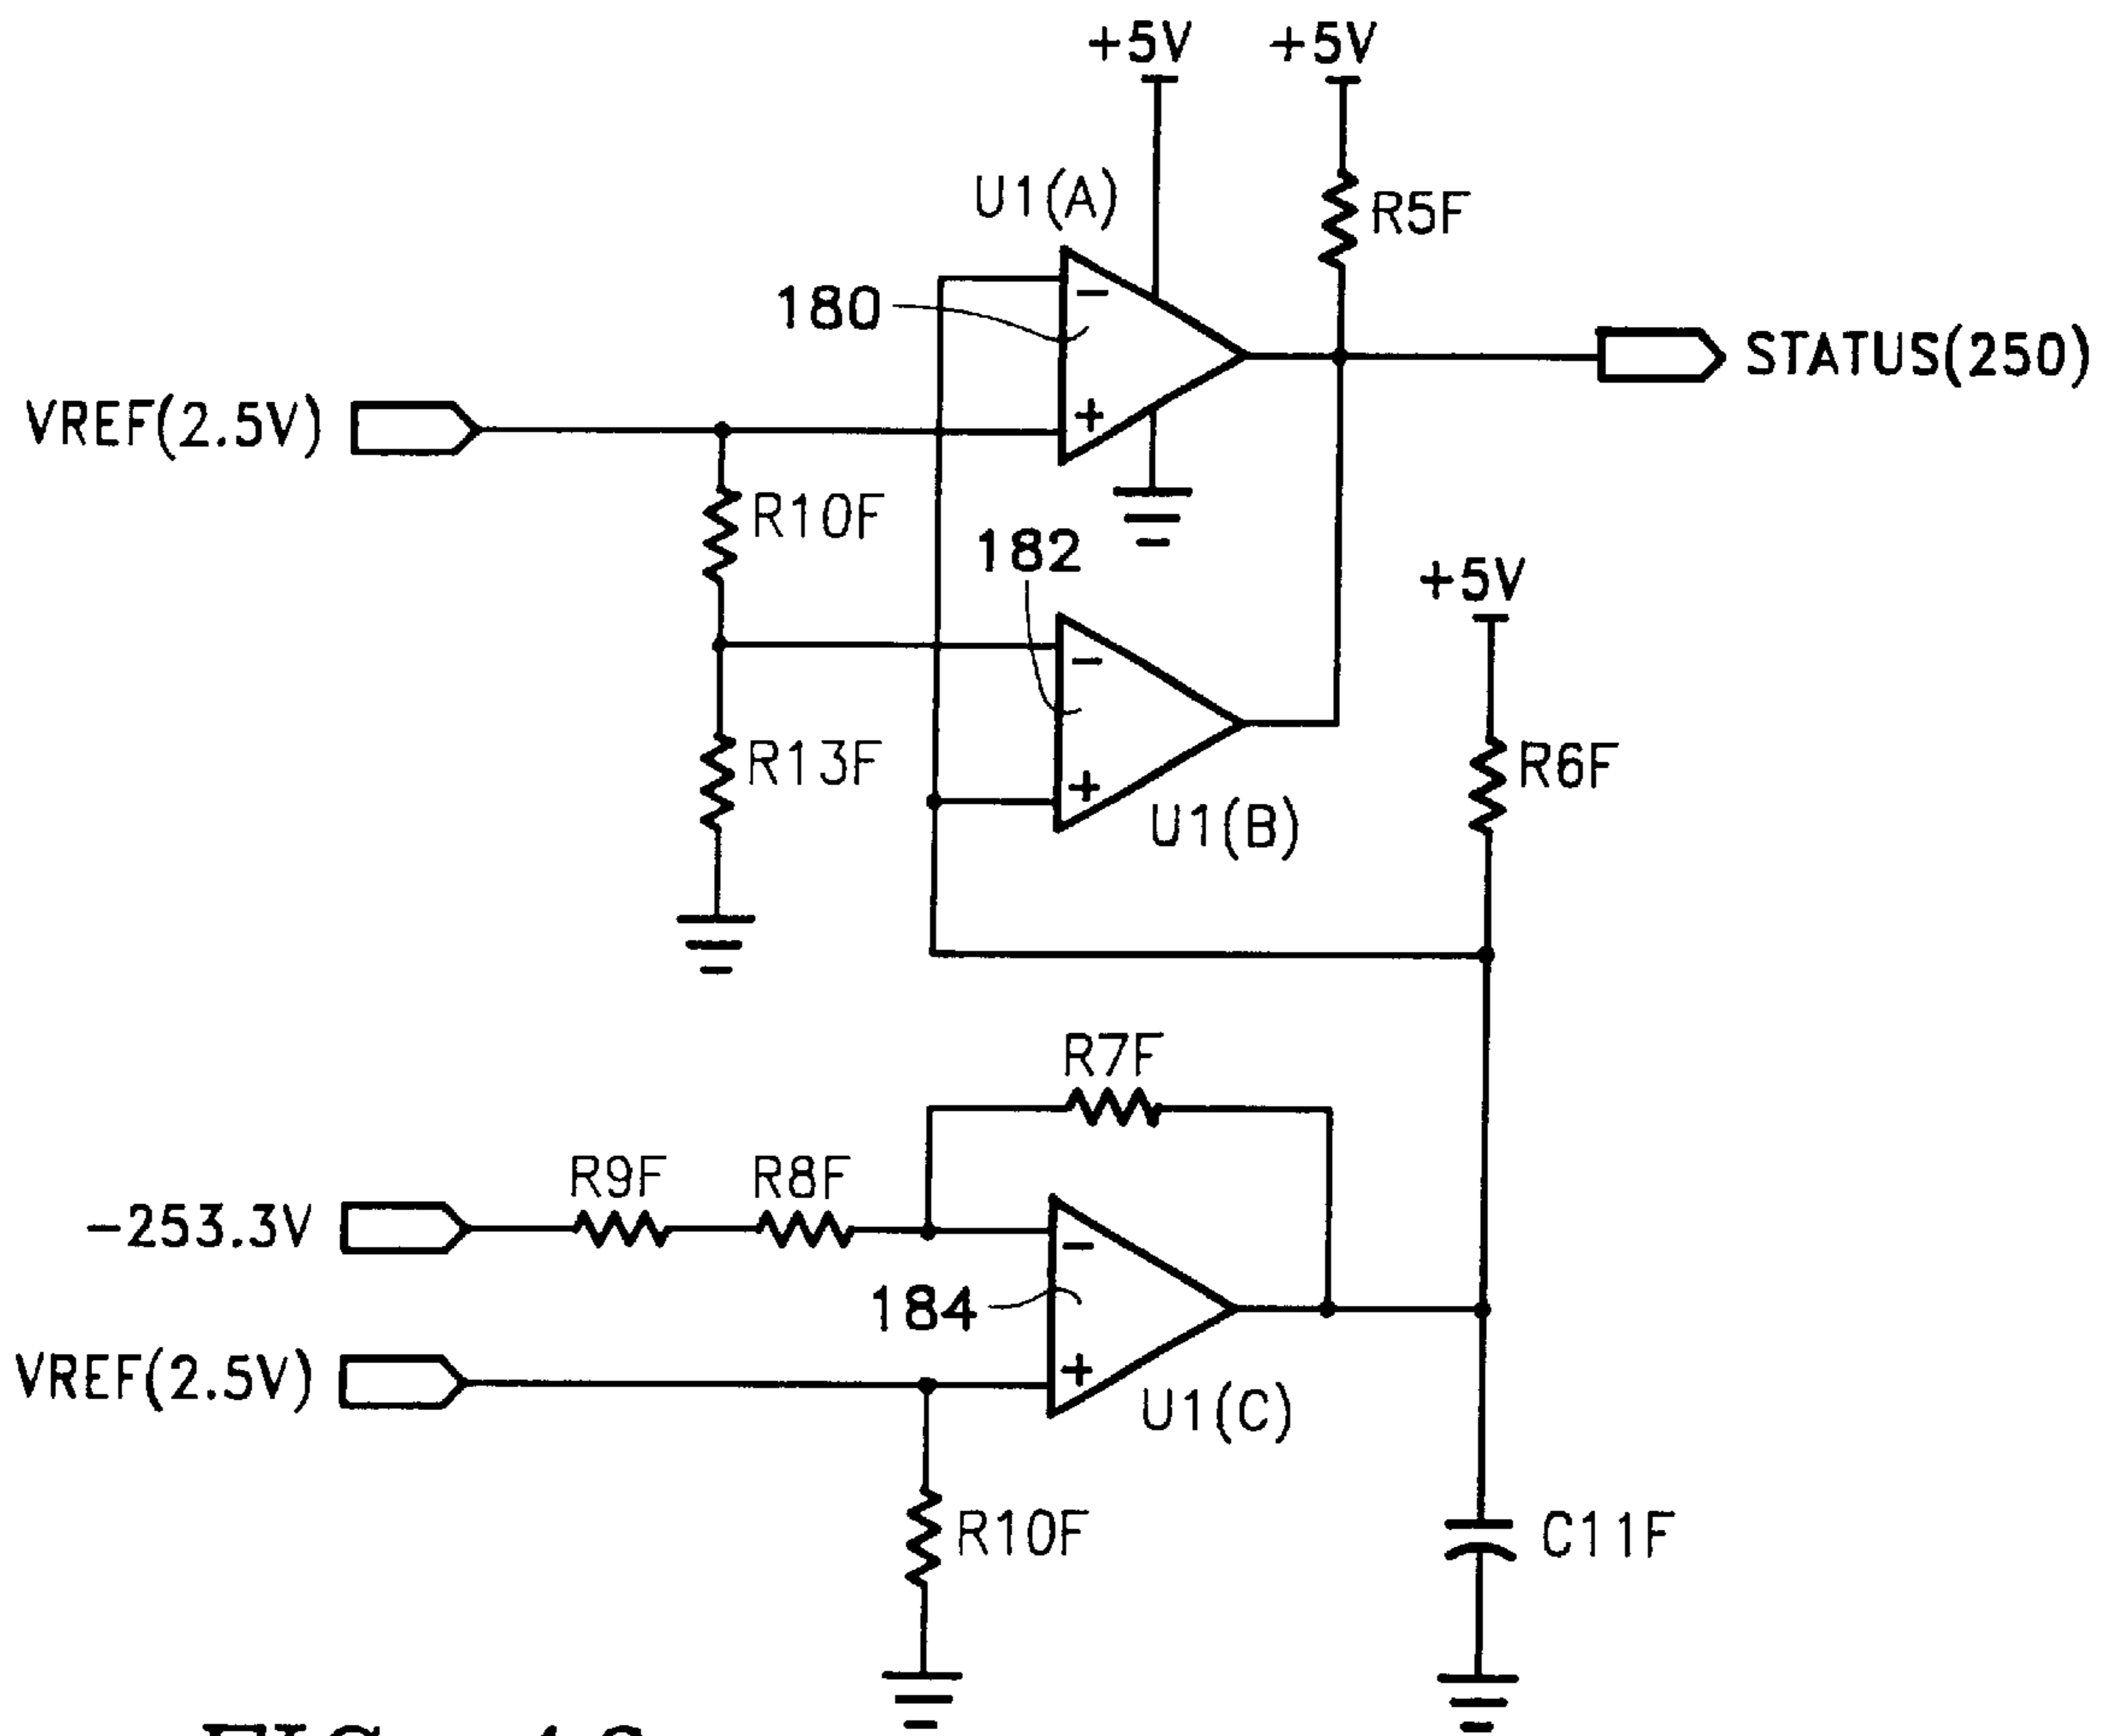 +5V +5V
U1(A)
R5F
180
-
STATUS(250)
VREF(2.5V)
+
R10F
182
+5V
-
R13F
R6F
+
U1(B)
R7F
R9F R8F
-253.3V
-
184
VREF(2.5V)
+
U1(C)
R10F
C11F